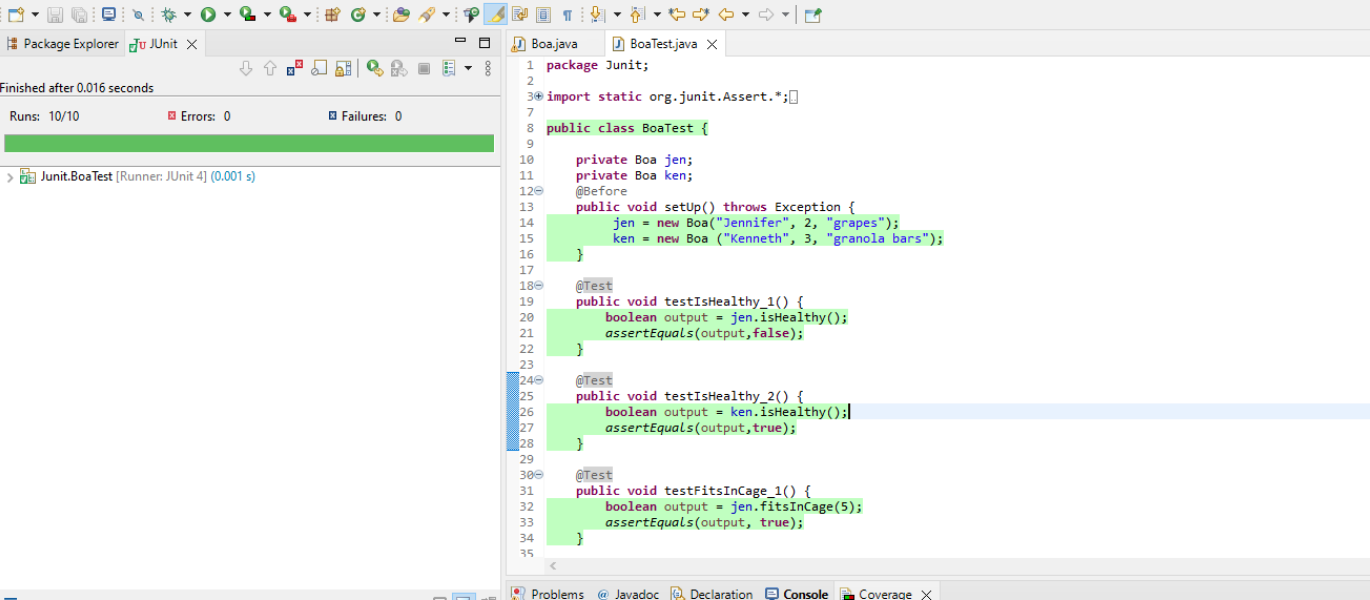 Package Explorer
JUnit
Finished after 0.016 seconds
Runs: 10/10
Errors: 0
Failures: 0
Junit.BoaTest [Runner: JUnit 4] (0.001 s)
Boa.java
BoaTest.java
1 package Junit;
2
3 import static org.junit.Assert.*;
7
8 public class BoaTest {
9
10 private Boa jen;
11 private Boa ken;
12 @Before
13 public void setUp() throws Exception {
14 jen = new Boa("Jennifer", 2, "grapes");
15 ken = new Boa ("Kenneth", 3, "granola bars");
16 }
17
18 @Test
19 public void testIsHealthy_1() {
20 boolean output = jen.isHealthy();
21 assertEquals(output,false);
22 }
23
24 @Test
25 public void testIsHealthy_2() {
26 boolean output = ken.isHealthy();
27 assertEquals(output,true);
28 }
29
30 @Test
31 public void testFitsInCage_1() {
32 boolean output = jen.fitsInCage(5);
33 assertEquals(output, true);
34 }
35
Problems
@ Javadoc
Declaration
Console
Coverage